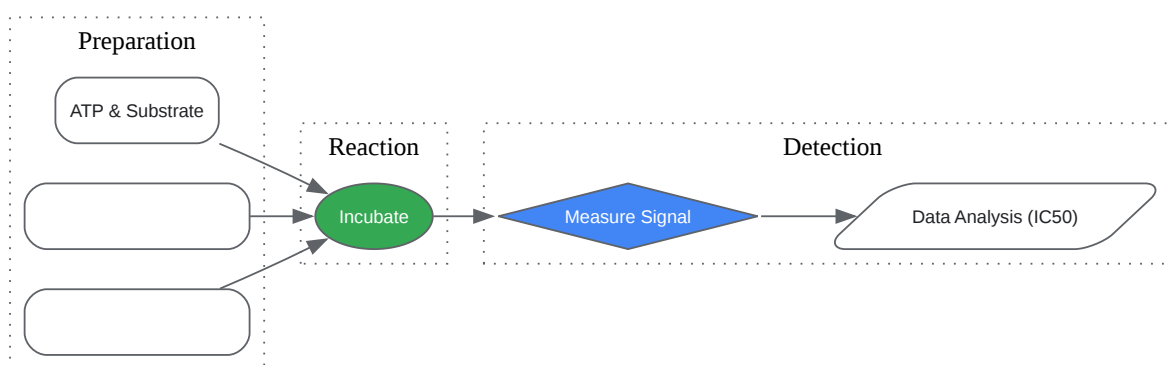 Preparation
ATP & Substrate
Reaction
Incubate
Detection
Measure Signal
Data Analysis (IC50)